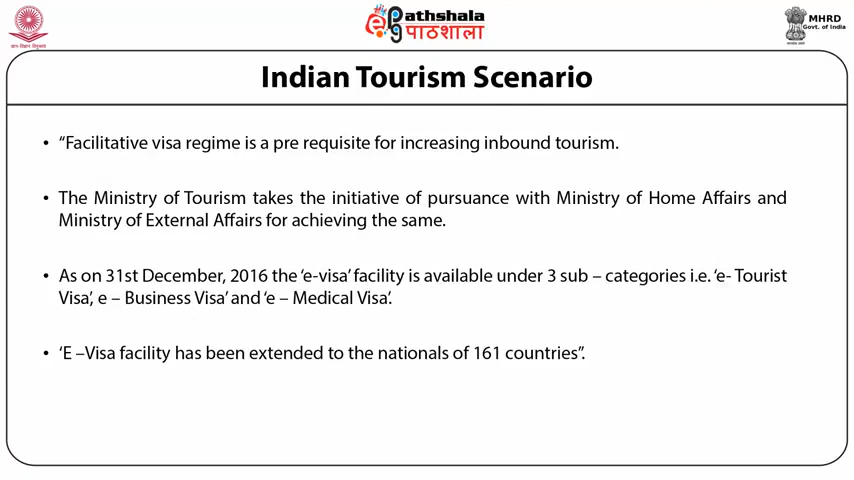 ePathshala
पाठशाला
MHRD
Govt. of India
Indian Tourism Scenario
• “Facilitative visa regime is a pre requisite for increasing inbound tourism.
• The Ministry of Tourism takes the initiative of pursuance with Ministry of Home Affairs and
Ministry of External Affairs for achieving the same.
• As on 31st December, 2016 the ‘e-visa’ facility is available under 3 sub – categories i.e. ‘e- Tourist
Visa’, e – Business Visa’ and ‘e – Medical Visa’.
• ‘E –Visa facility has been extended to the nationals of 161 countries”.